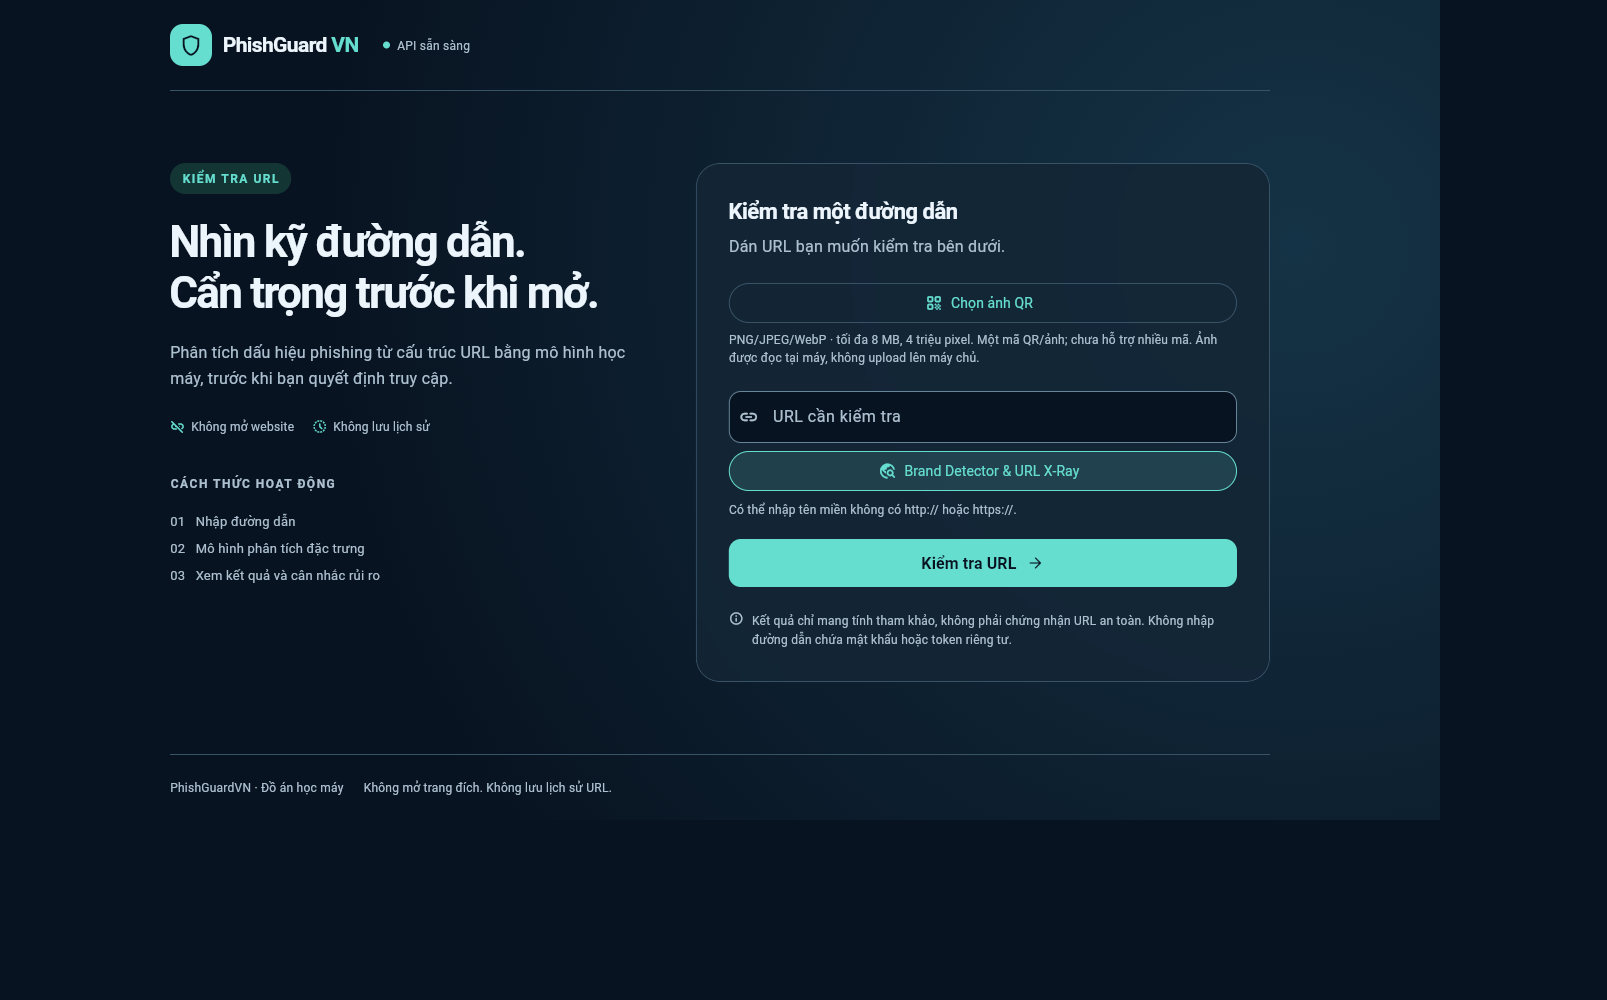 PhishGuard VN
API sẵn sàng
KIỂM TRA URL
Nhìn kỹ đường dẫn.
Cẩn trọng trước khi mở.
Phân tích dấu hiệu phishing từ cấu trúc URL bằng mô hình học
máy, trước khi bạn quyết định truy cập.
Không mở website
Không lưu lịch sử
CÁCH THỨC HOẠT ĐỘNG
01 Nhập đường dẫn
02 Mô hình phân tích đặc trưng
03 Xem kết quả và cân nhắc rủi ro
Kiểm tra một đường dẫn
Dán URL bạn muốn kiểm tra bên dưới.
Chọn ảnh QR
PNG/JPEG/WebP · tối đa 8 MB, 4 triệu pixel. Một mã QR/ảnh; chưa hỗ trợ nhiều mã. Ảnh
được đọc tại máy, không upload lên máy chủ.
URL cần kiểm tra
Brand Detector & URL X-Ray
Có thể nhập tên miền không có http:// hoặc https://.
Kiểm tra URL
Kết quả chỉ mang tính tham khảo, không phải chứng nhận URL an toàn. Không nhập
đường dẫn chứa mật khẩu hoặc token riêng tư.
PhishGuardVN · Đồ án học máy
Không mở trang đích. Không lưu lịch sử URL.